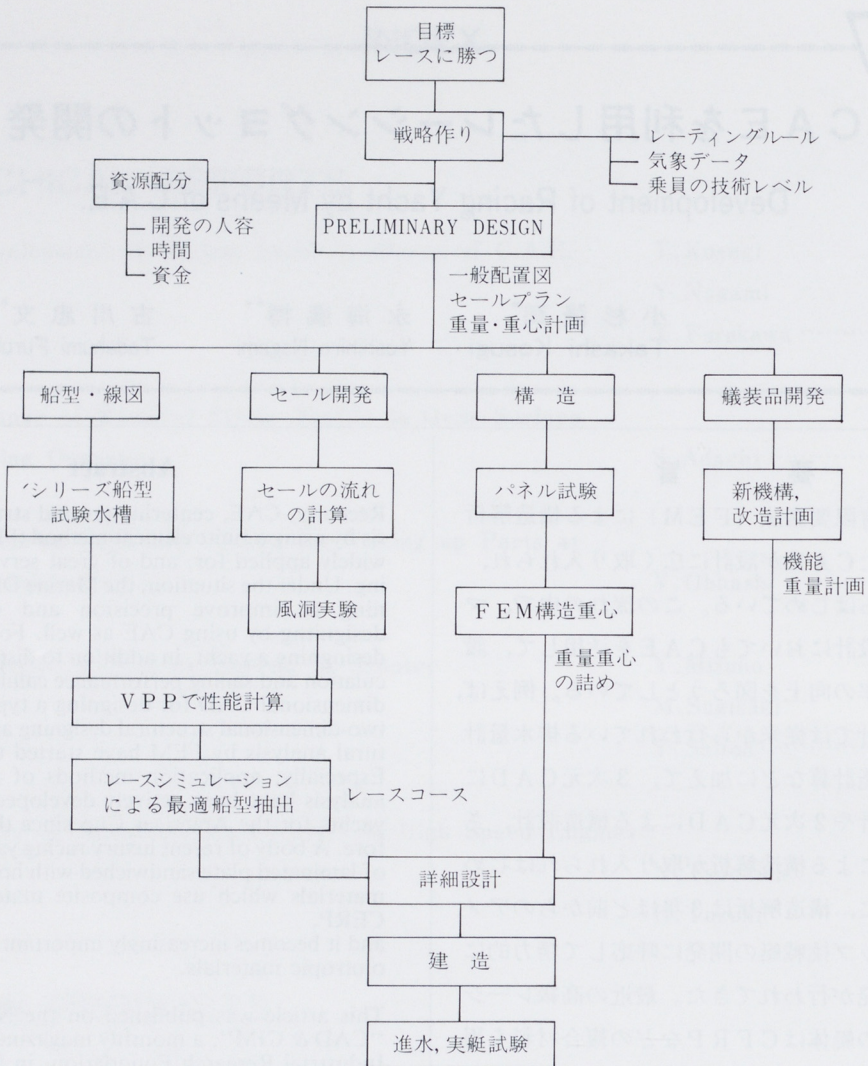 目標
レースに勝つ
戦略作り
レーティングルール
気象データ
乗員の技術レベル
資源配分
開発の人容
時間
資金
PRELIMINARY DESIGN
一般配置図
セールプラン
重量・重心計画
船型・線図
セール開発
構造
艤装品開発
シリーズ船型
試験水槽
セールの流れ
の計算
パネル試験
新機構,
改造計画
機能
重量計画
風洞実験
FEM構造重心
重量重心
の詰め
VPPで性能計算
レースシミュレーション
による最適船型抽出
レースコース
詳細設計
建造
進水,実艇試験